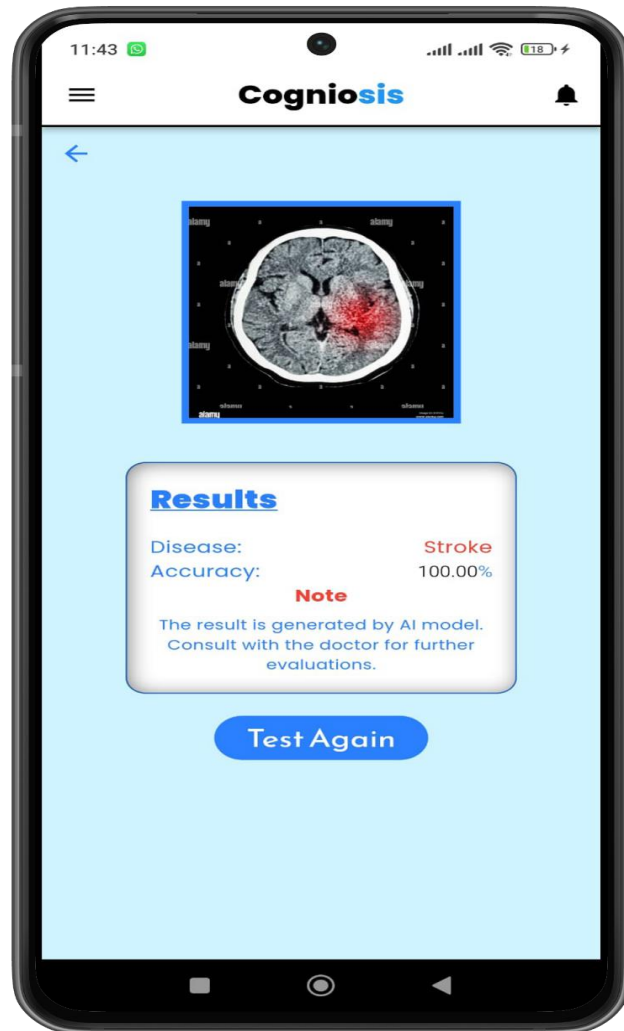 11:43
18
Cogniosis
alamy
alamy
alamy
alamy
alamy
alamy
alamy
alamy
Results
Disease: Stroke
Accuracy: 100.00%
Note
The result is generated by AI model.
Consult with the doctor for further
evaluations.
Test Again